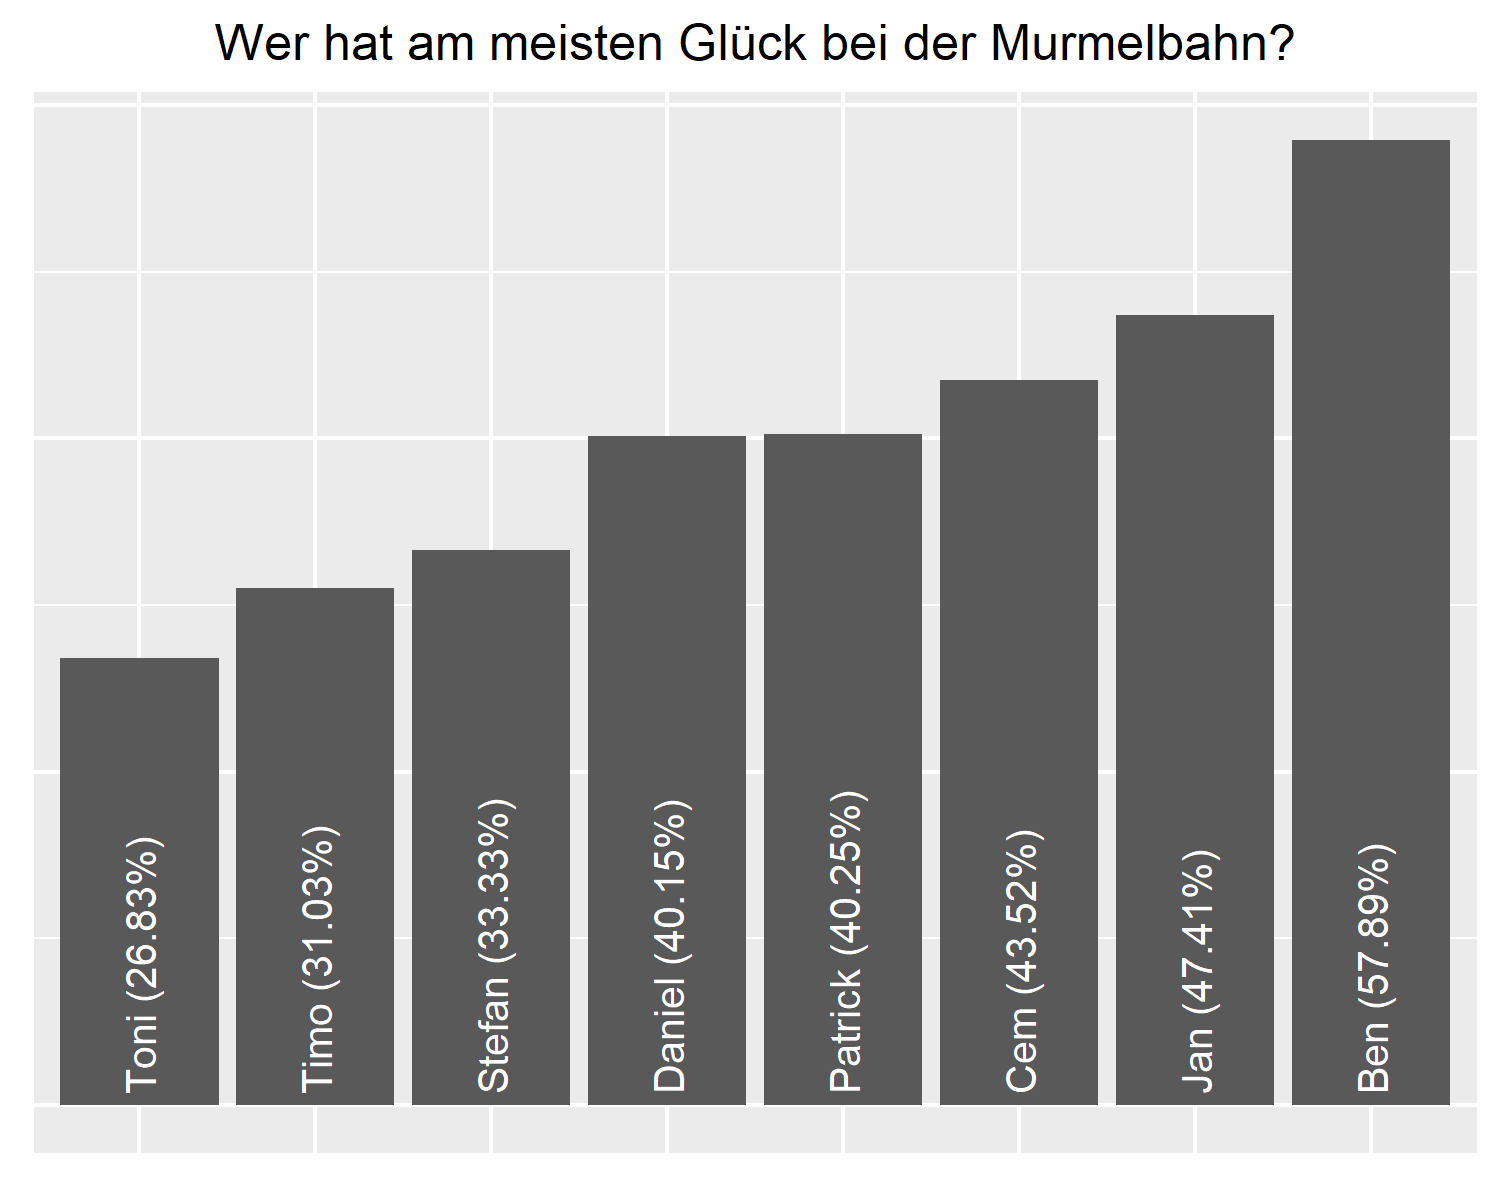 Wer hat am meisten Glück bei der Murmelbahn?
Toni (26.83%)
Timo (31.03%)
Stefan (33.33%)
Daniel (40.15%)
Patrick (40.25%)
Cem (43.52%)
Jan (47.41%)
Ben (57.89%)